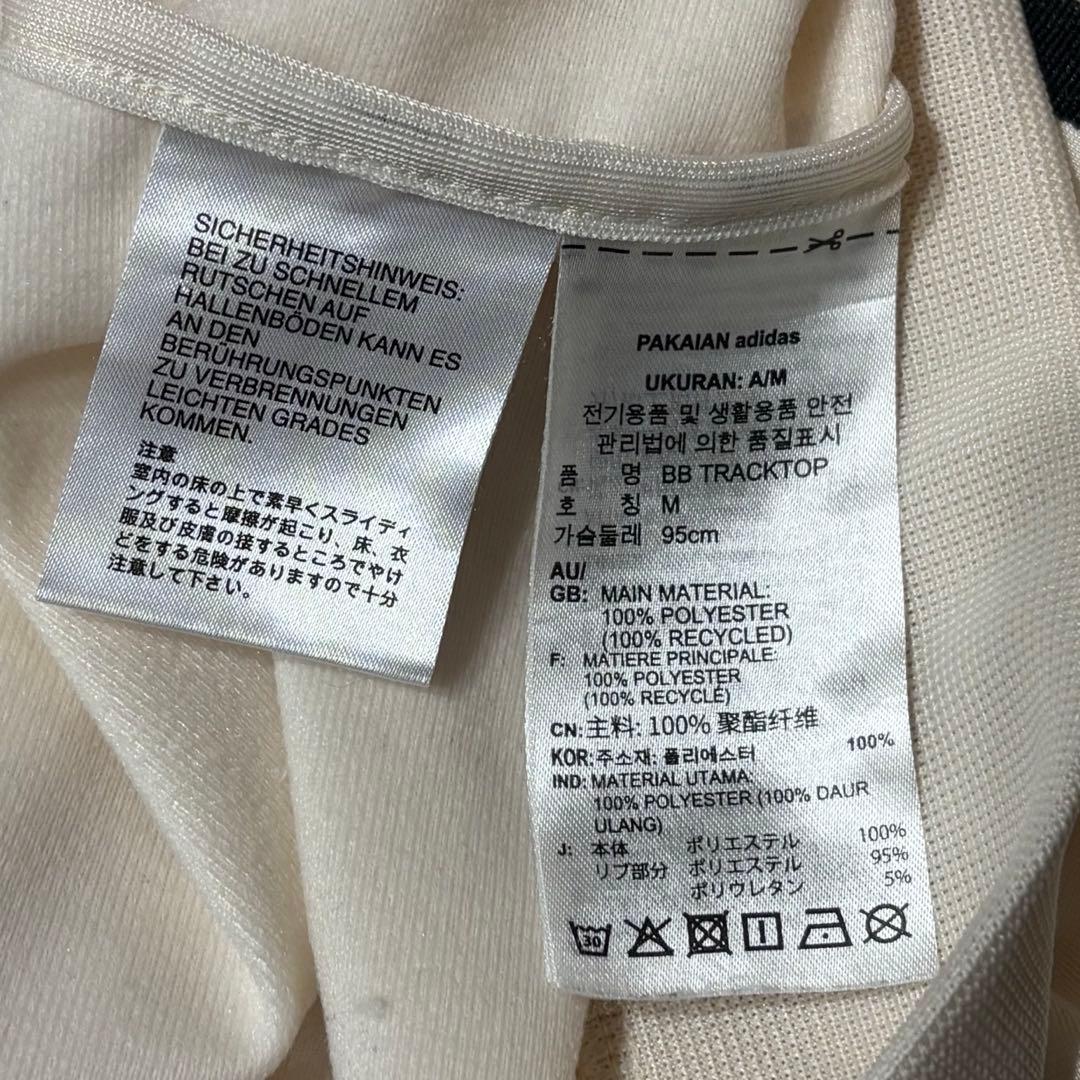 SICHERHEITSHINWEIS:
BEI ZU SCHNELLEM
RUTSCHEN AUF
HALLENBÖDEN KANN ES
AN DEN
BERÜHRUNGSPUNKTEN
ZU VERBRENNUNGEN
LEICHTEN GRADES
KOMMEN.
注意
室内の床の上で素早くスライディ
ングすると摩擦が起こり、床、衣
服及び皮膚の接するところでやけ
どをする危険がありますので十分
注意して下さい。
PAKAIAN adidas
UKURAN: A/M
전기용품 및 생활용품 안전
관리법에 의한 품질표시
품 명 BB TRACKTOP
호 칭 M
가슴둘레 95cm
AU/
GB: MAIN MATERIAL:
100% POLYESTER
(100% RECYCLED)
F: MATIERE PRINCIPALE:
100% POLYESTER
(100% RECYCLÉ)
CN: 主料: 100% 聚酯纤维
KOR: 주소재: 폴리에스터 100%
IND: MATERIAL UTAMA:
100% POLYESTER (100% DAUR
ULANG)
J: 本体 ポリエステル 100%
リブ部分 ポリエステル 95%
ポリウレタン 5%
30